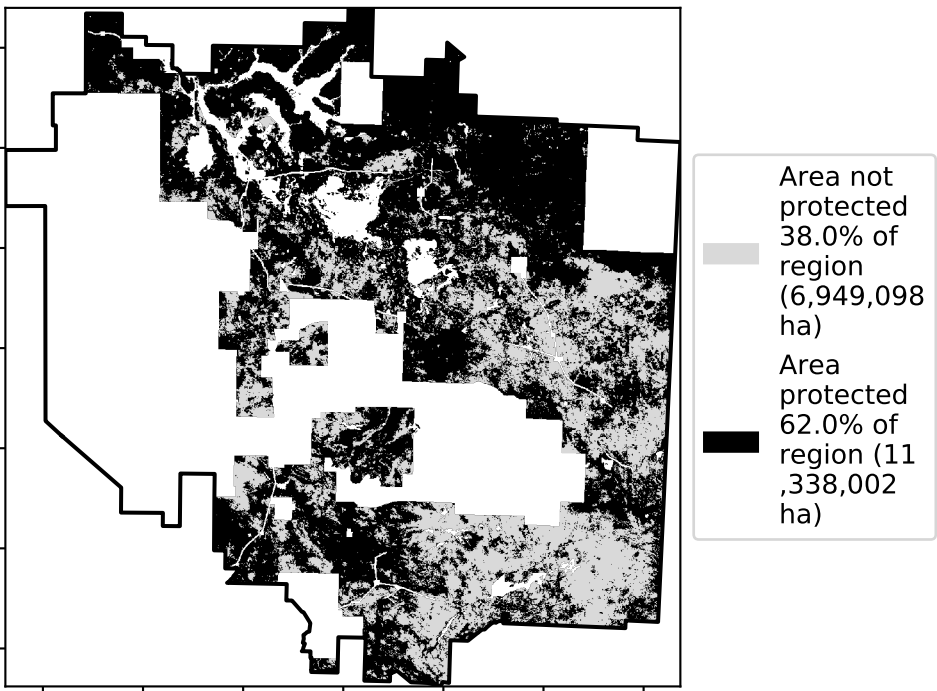 Area not
protected
38.0% of
region
(6,949,098
ha)
Area
protected
62.0% of
region (11
,338,002
ha)